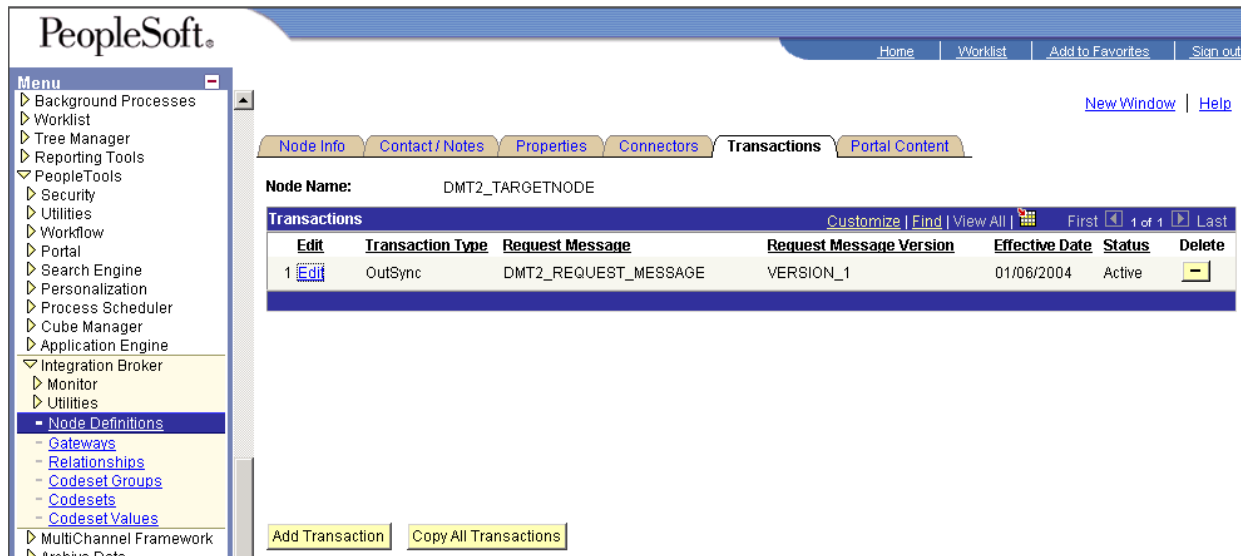 PeopleSoft.
Home | Worklist | Add to Favorites | Sign out
Menu
Background Processes
Worklist
Tree Manager
Reporting Tools
PeopleTools
Security
Utilities
Workflow
Portal
Search Engine
Personalization
Process Scheduler
Cube Manager
Application Engine
Integration Broker
Monitor
Utilities
- Node Definitions
- Gateways
- Relationships
- Codeset Groups
- Codesets
- Codeset Values
MultiChannel Framework
New Window | Help
Node Info Contact / Notes Properties Connectors Transactions Portal Content
Node Name: DMT2_TARGETNODE
Transactions Customize | Find | View All | First 1 of 1 Last
Edit Transaction Type Request Message Request Message Version Effective Date Status Delete
1 Edit OutSync DMT2_REQUEST_MESSAGE VERSION_1 01/06/2004 Active
Add Transaction Copy All Transactions